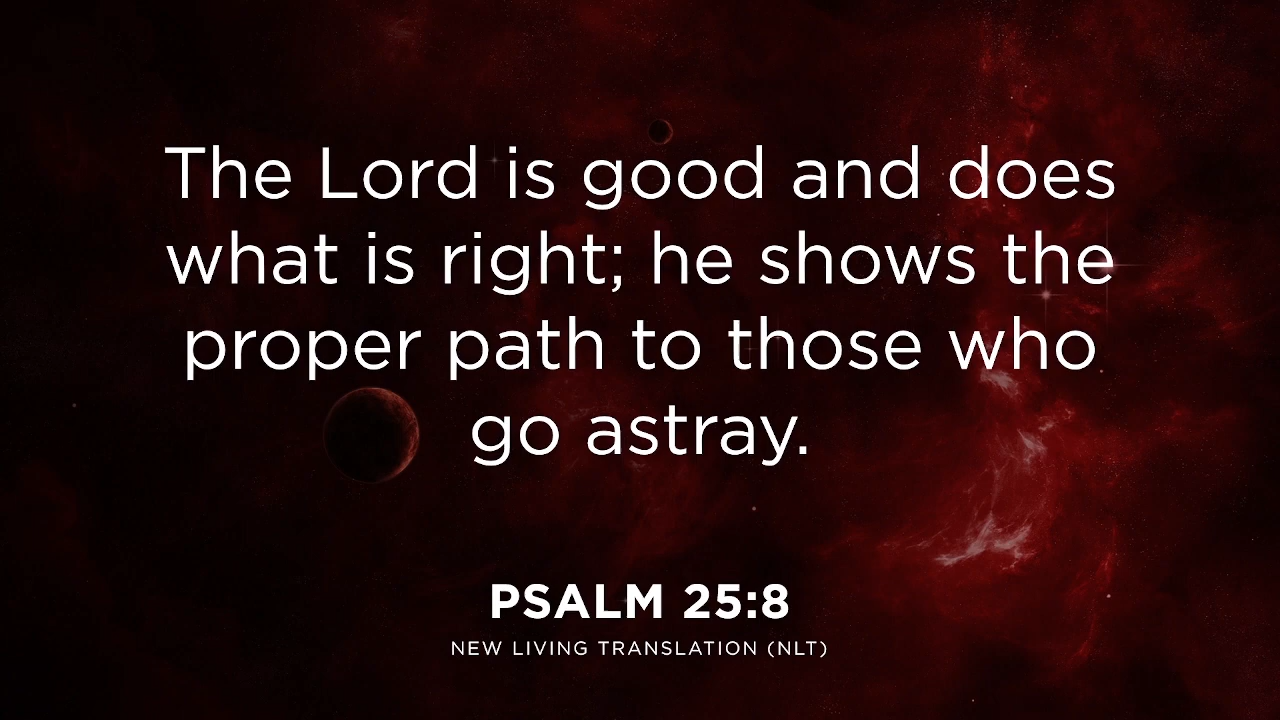 The Lord is good and does
what is right; he shows the
proper path to those who
go astray.
PSALM 25:8
NEW LIVING TRANSLATION (NLT)